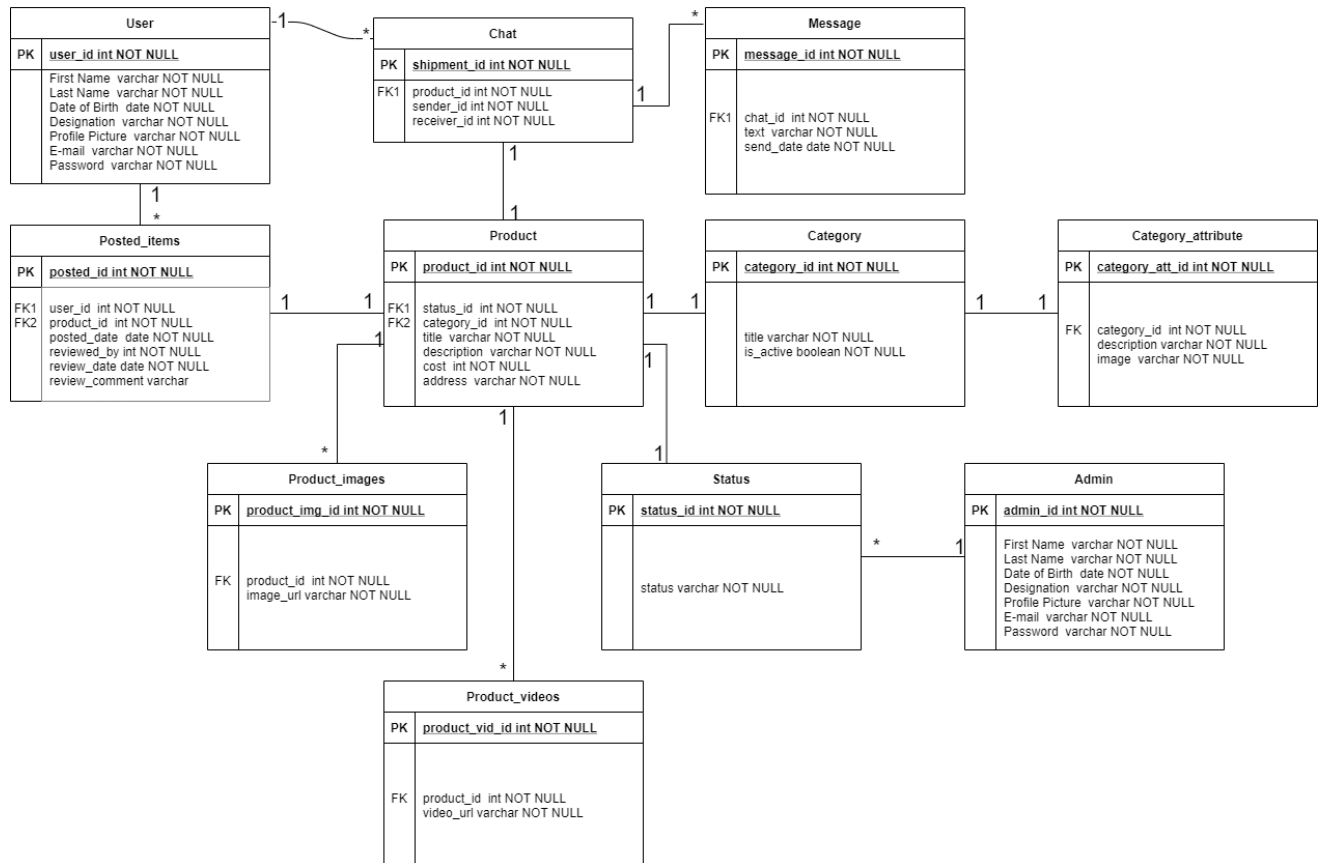 User
PK user_id int NOT NULL
First Name varchar NOT NULL
Last Name varchar NOT NULL
Date of Birth date NOT NULL
Designation varchar NOT NULL
Profile Picture varchar NOT NULL
E-mail varchar NOT NULL
Password varchar NOT NULL
1
*
Chat
PK shipment_id int NOT NULL
FK1 product_id int NOT NULL
sender_id int NOT NULL
receiver_id int NOT NULL
1
*
Message
PK message_id int NOT NULL
FK1 chat_id int NOT NULL
text varchar NOT NULL
send_date date NOT NULL
1
*
1
1
Posted_items
PK posted_id int NOT NULL
FK1 user_id int NOT NULL
FK2 product_id int NOT NULL
posted_date date NOT NULL
reviewed_by int NOT NULL
review_date date NOT NULL
review_comment varchar
1
1
Product
PK product_id int NOT NULL
FK1 status_id int NOT NULL
FK2 category_id int NOT NULL
title varchar NOT NULL
description varchar NOT NULL
cost int NOT NULL
address varchar NOT NULL
1
1
Category
PK category_id int NOT NULL
title varchar NOT NULL
is_active boolean NOT NULL
1
1
Category_attribute
PK category_att_id int NOT NULL
FK category_id int NOT NULL
description varchar NOT NULL
image varchar NOT NULL
1
*
1
*
1
1
Product_images
PK product_img_id int NOT NULL
FK product_id int NOT NULL
image_url varchar NOT NULL
Status
PK status_id int NOT NULL
status varchar NOT NULL
*
1
Admin
PK admin_id int NOT NULL
First Name varchar NOT NULL
Last Name varchar NOT NULL
Date of Birth date NOT NULL
Designation varchar NOT NULL
Profile Picture varchar NOT NULL
E-mail varchar NOT NULL
Password varchar NOT NULL
Product_videos
PK product_vid_id int NOT NULL
FK product_id int NOT NULL
video_url varchar NOT NULL